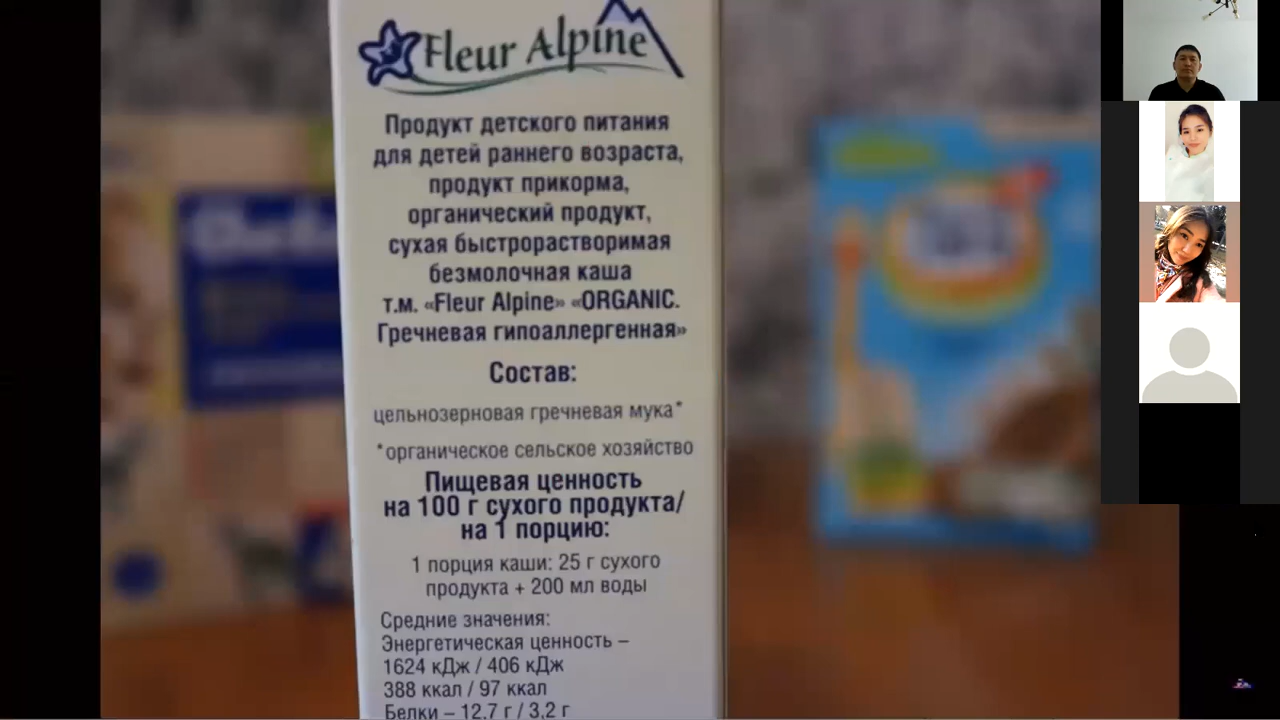 Fleur Alpine
Продукт детского питания
для детей раннего возраста,
продукт прикорма,
органический продукт,
сухая быстрорастворимая
безмолочная каша
т.м. «Fleur Alpine» «ORGANIC.
Гречневая гипоаллергенная»
Состав:
цельнозерновая гречневая мука*
*органическое сельское хозяйство
Пищевая ценность
на 100 г сухого продукта/
на 1 порцию:
1 порция каши: 25 г сухого
продукта + 200 мл воды
Средние значения:
Энергетическая ценность –
1624 кДж / 406 кДж
388 ккал / 97 ккал
Белки – 12,7 г / 3,2 г